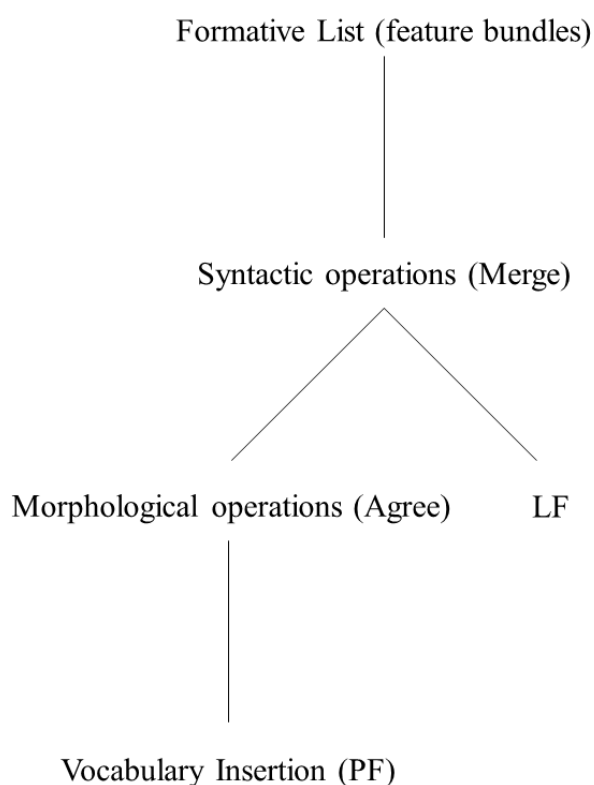 Formative List (feature bundles)
Syntactic operations (Merge)
Morphological operations (Agree)
LF
Vocabulary Insertion (PF)